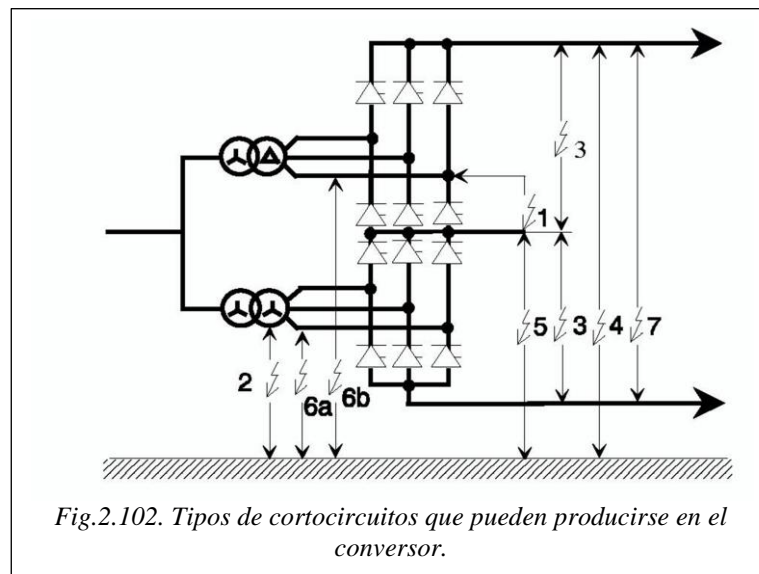 3
1
5
3
4
7
2
6a
6b
Fig.2.102. Tipos de cortocircuitos que pueden producirse en el
conversor.